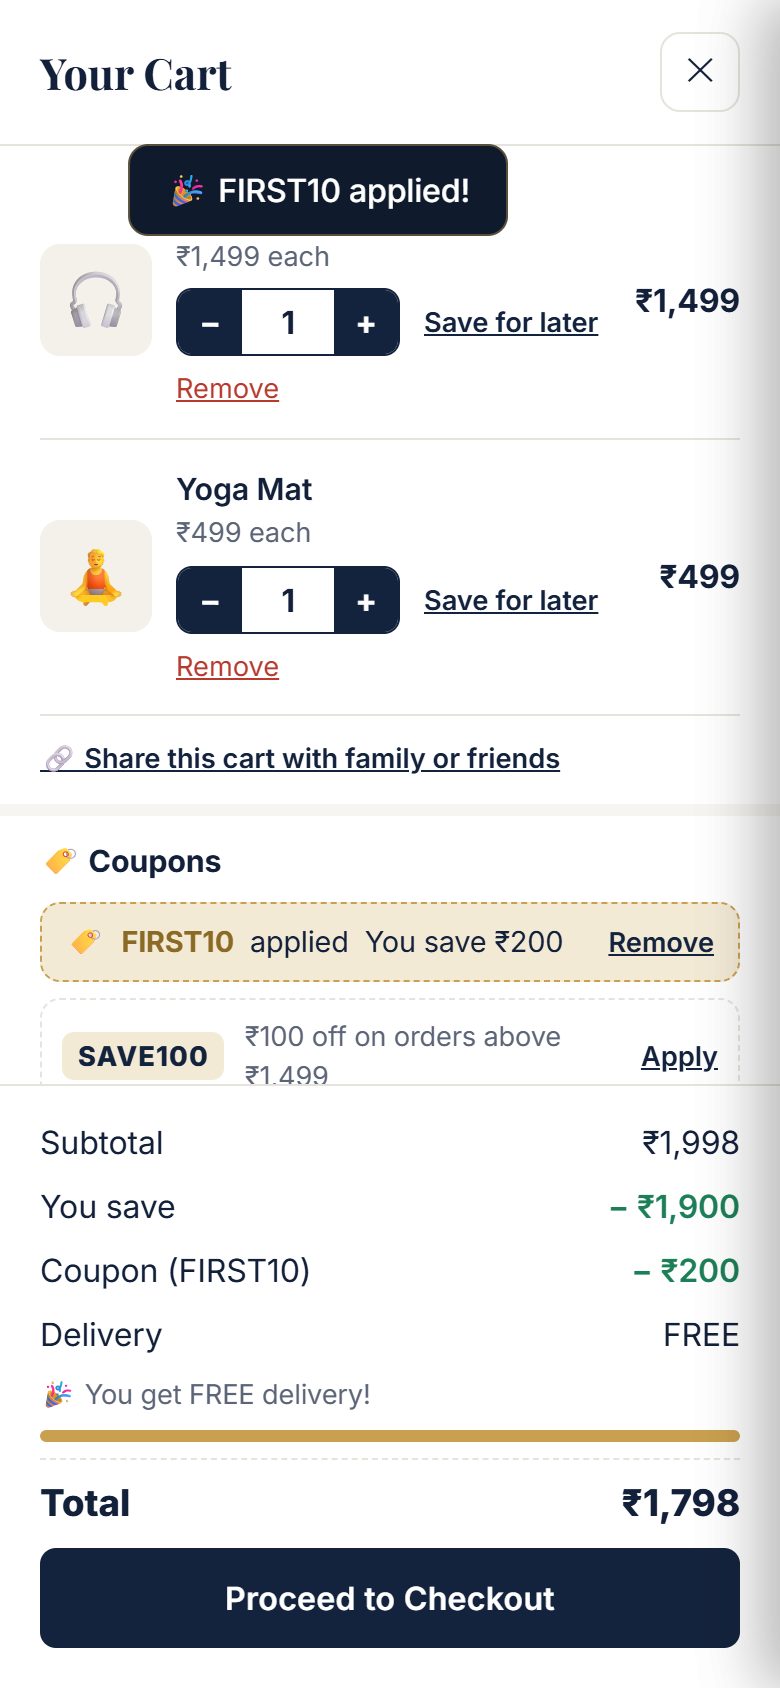 Your Cart
FIRST10 applied!
₹1,499 each
− 1 + Save for later ₹1,499
Remove
Yoga Mat
₹499 each
− 1 + Save for later ₹499
Remove
Share this cart with family or friends
Coupons
FIRST10 applied You save ₹200 Remove
SAVE100 ₹100 off on orders above ₹1,499 Apply
Subtotal ₹1,998
You save − ₹1,900
Coupon (FIRST10) − ₹200
Delivery FREE
You get FREE delivery!
Total ₹1,798
Proceed to Checkout